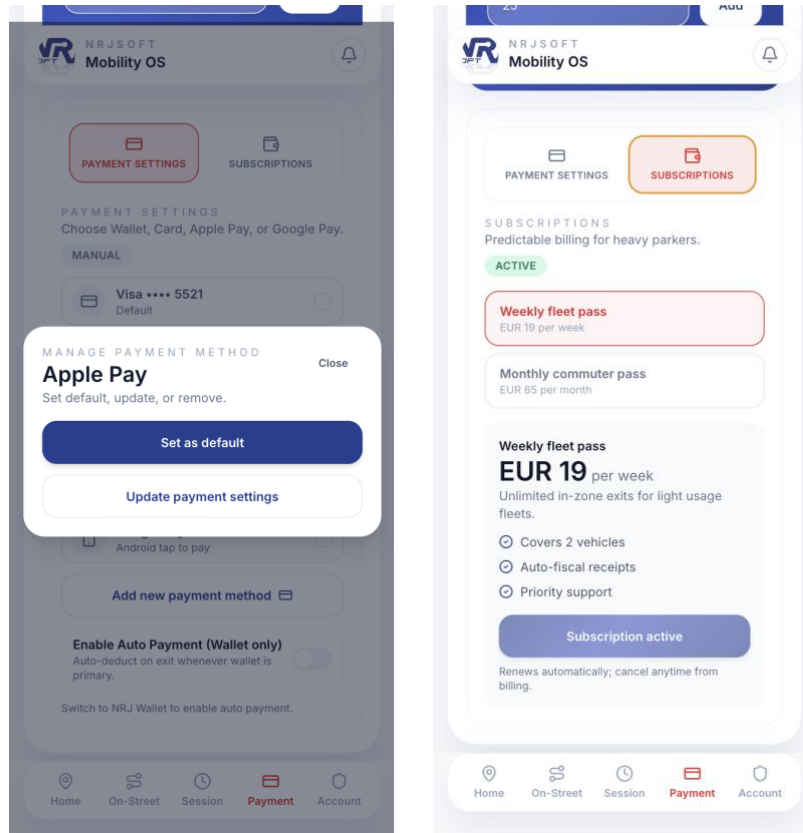 NRJSOFT
Mobility OS
PAYMENT SETTINGS
SUBSCRIPTIONS
PAYMENT SETTINGS
Choose Wallet, Card, Apple Pay, or Google Pay.
MANUAL
Visa •••• 5521
Default
MANAGE PAYMENT METHOD
Apple Pay
Close
Set default, update, or remove.
Set as default
Update payment settings
Android tap to pay
Add new payment method
Enable Auto Payment (Wallet only)
Auto-deduct on exit whenever wallet is
primary.
Switch to NRJ Wallet to enable auto payment.
Home
On-Street
Session
Payment
Account
25
Add
NRJSOFT
Mobility OS
PAYMENT SETTINGS
SUBSCRIPTIONS
SUBSCRIPTIONS
Predictable billing for heavy parkers.
ACTIVE
Weekly fleet pass
EUR 19 per week
Monthly commuter pass
EUR 65 per month
Weekly fleet pass
EUR 19 per week
Unlimited in-zone exits for light usage
fleets.
Covers 2 vehicles
Auto-fiscal receipts
Priority support
Subscription active
Renews automatically; cancel anytime from
billing.
Home
On-Street
Session
Payment
Account